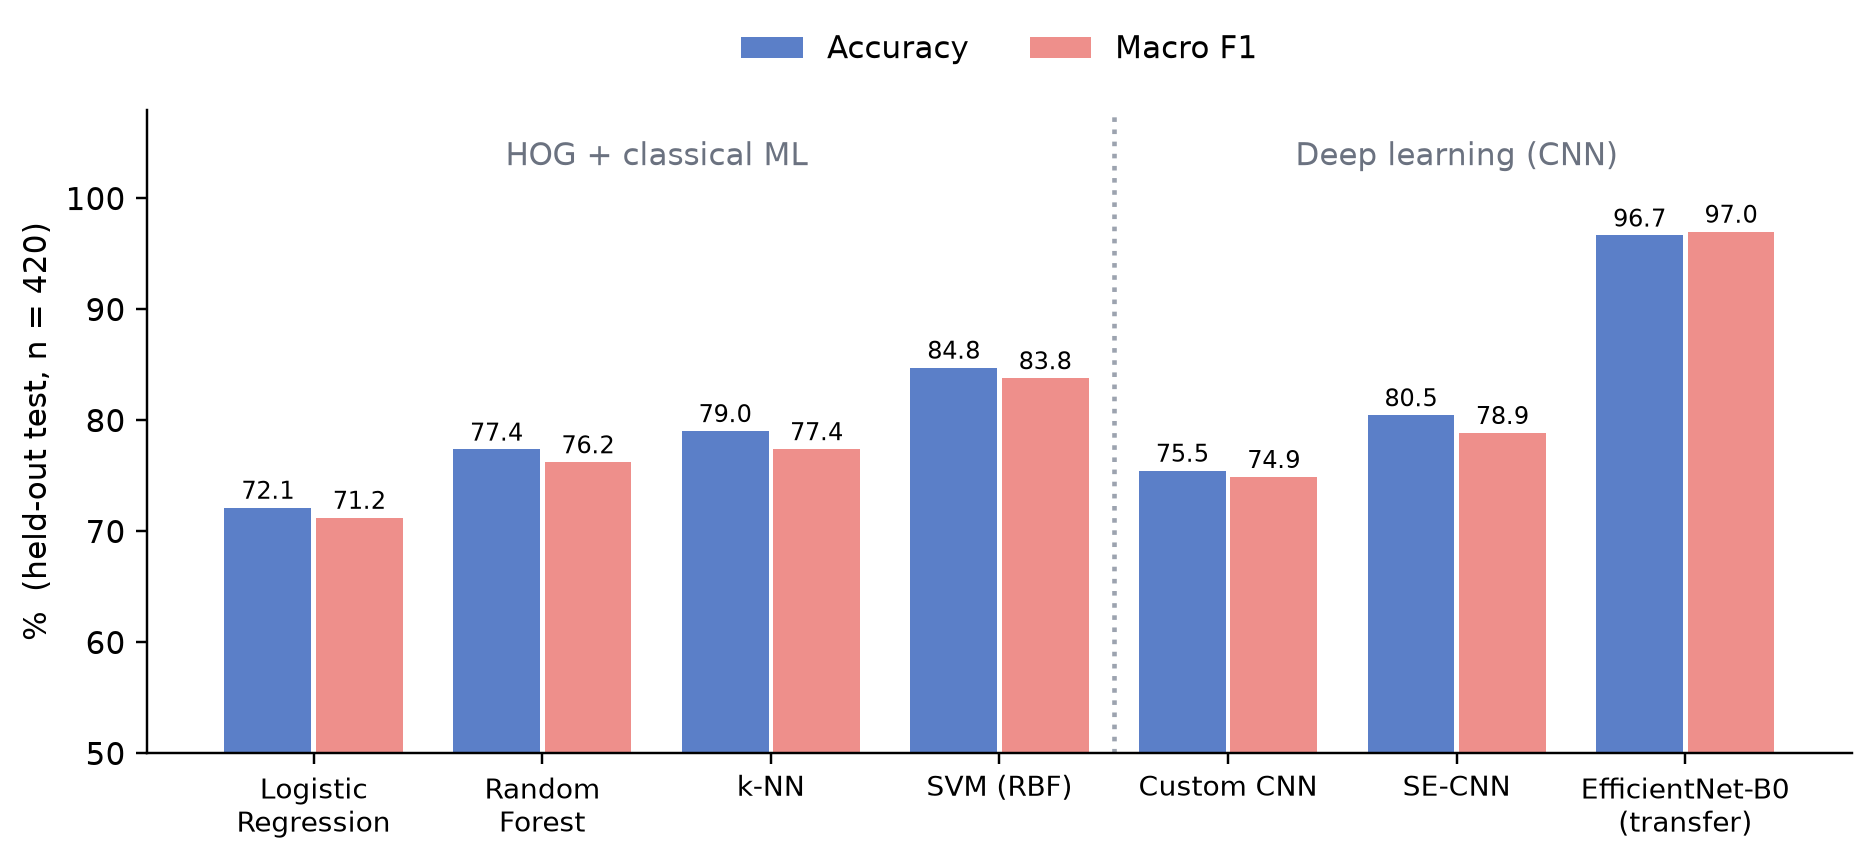 Accuracy Macro F1
HOG + classical ML Deep learning (CNN)
% (held-out test, n = 420)
100
90
80
70
60
50
72.1 71.2 77.4 76.2 79.0 77.4 84.8 83.8 75.5 74.9 80.5 78.9 96.7 97.0
Logistic
Regression
Random
Forest
k-NN
SVM (RBF)
Custom CNN
SE-CNN
EfficientNet-B0
(transfer)